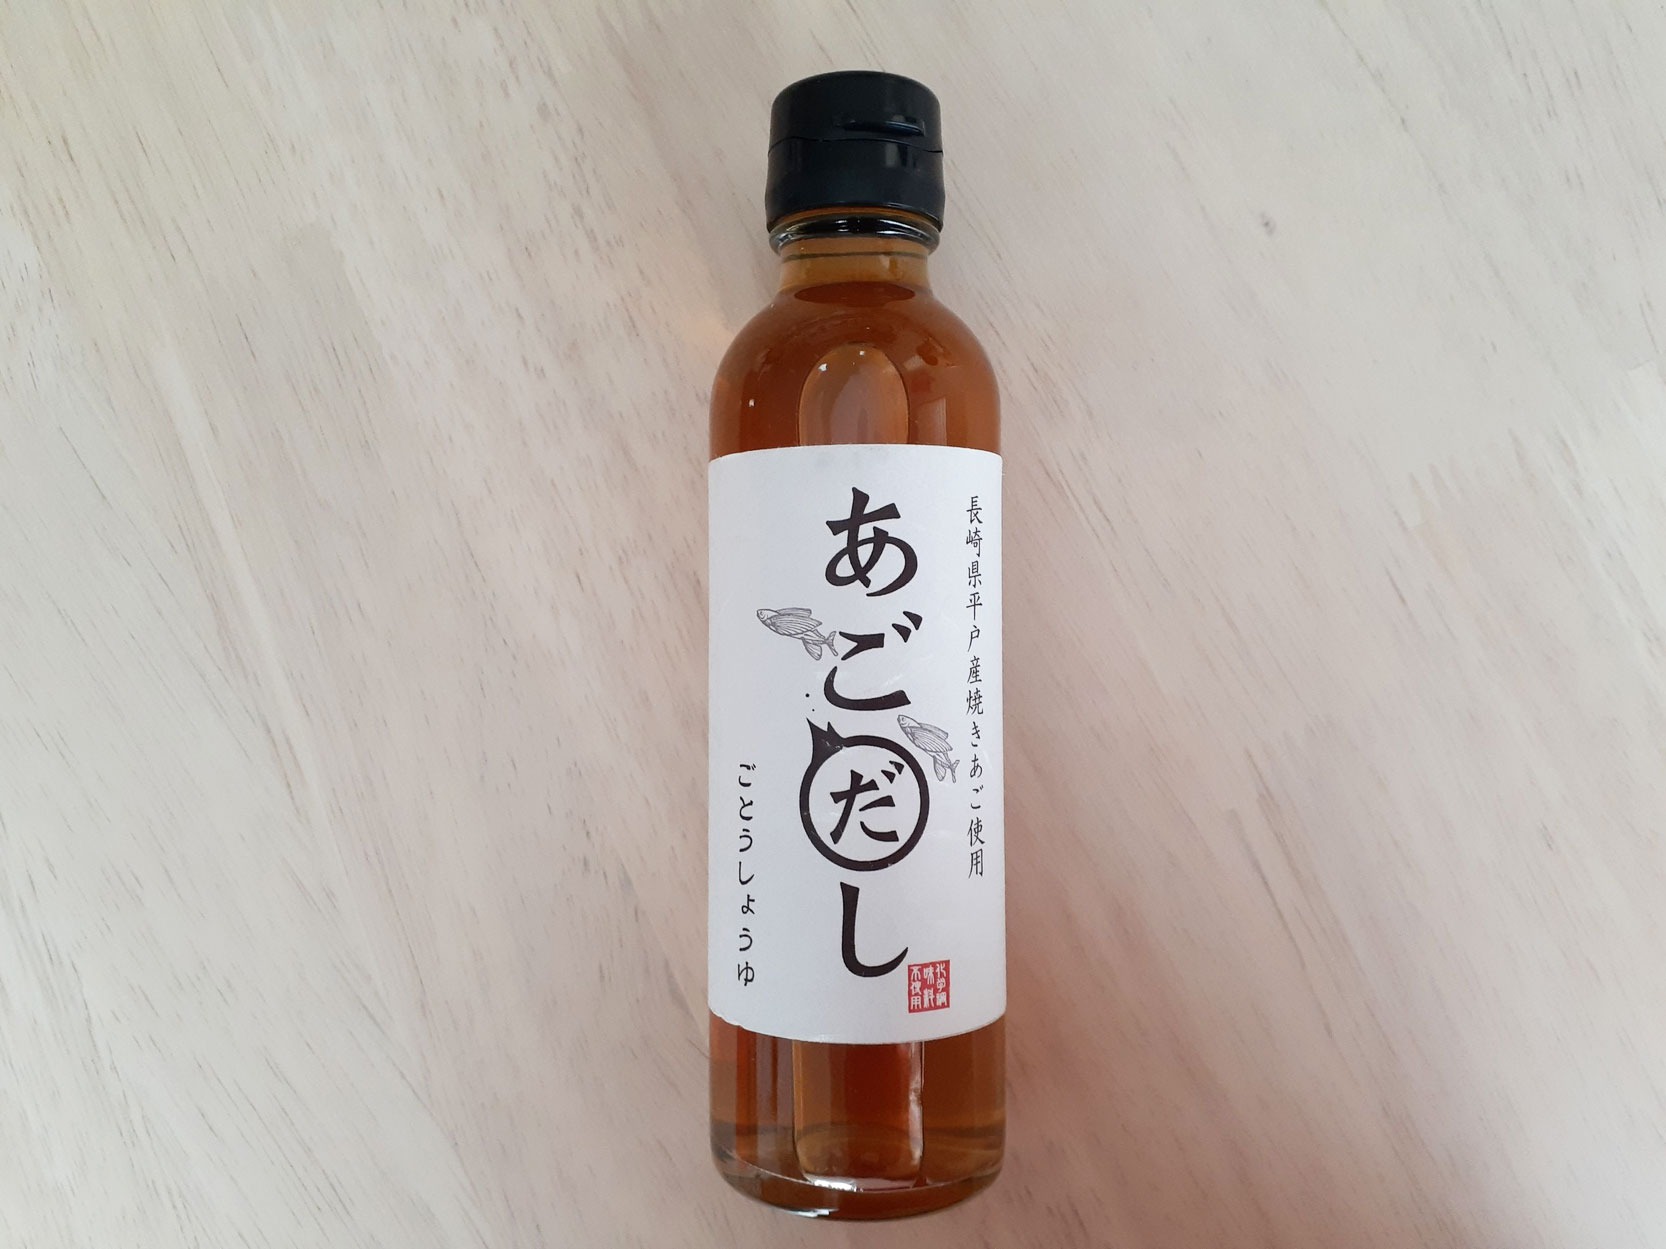 長崎県平戸産焼きあご使用
あごだし
ごとうしょうゆ
化学調
味料
不使用